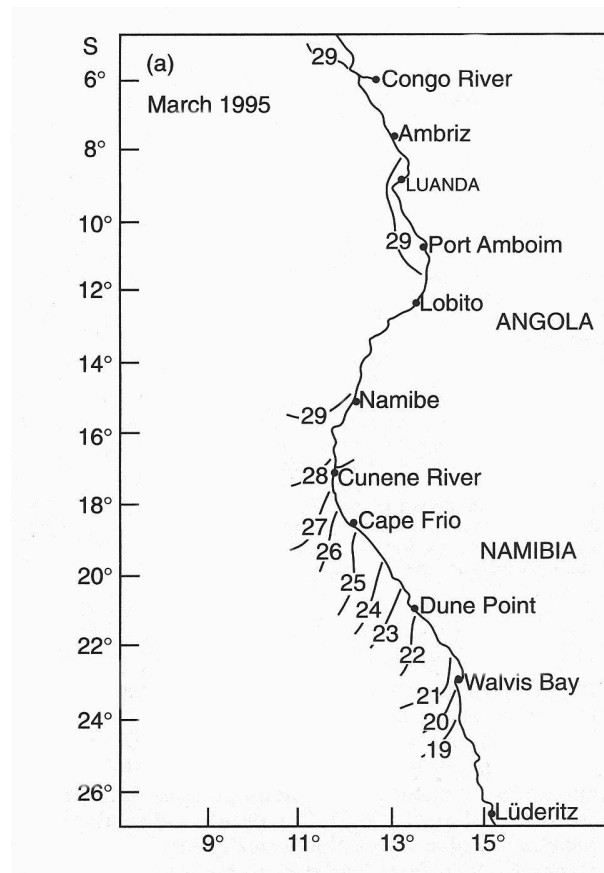 S
(a)
29
6°
Congo River
March 1995
Ambriz
8°
LUANDA
10°
29
Port Amboim
12°
Lobito
ANGOLA
14°
Namibe
29
16°
28
Cunene River
18°
27
Cape Frio
26
NAMIBIA
20°
25
24
Dune Point
23
22°
22
Walvis Bay
21
24°
20
19
26°
Lüderitz
9°
11°
13°
15°